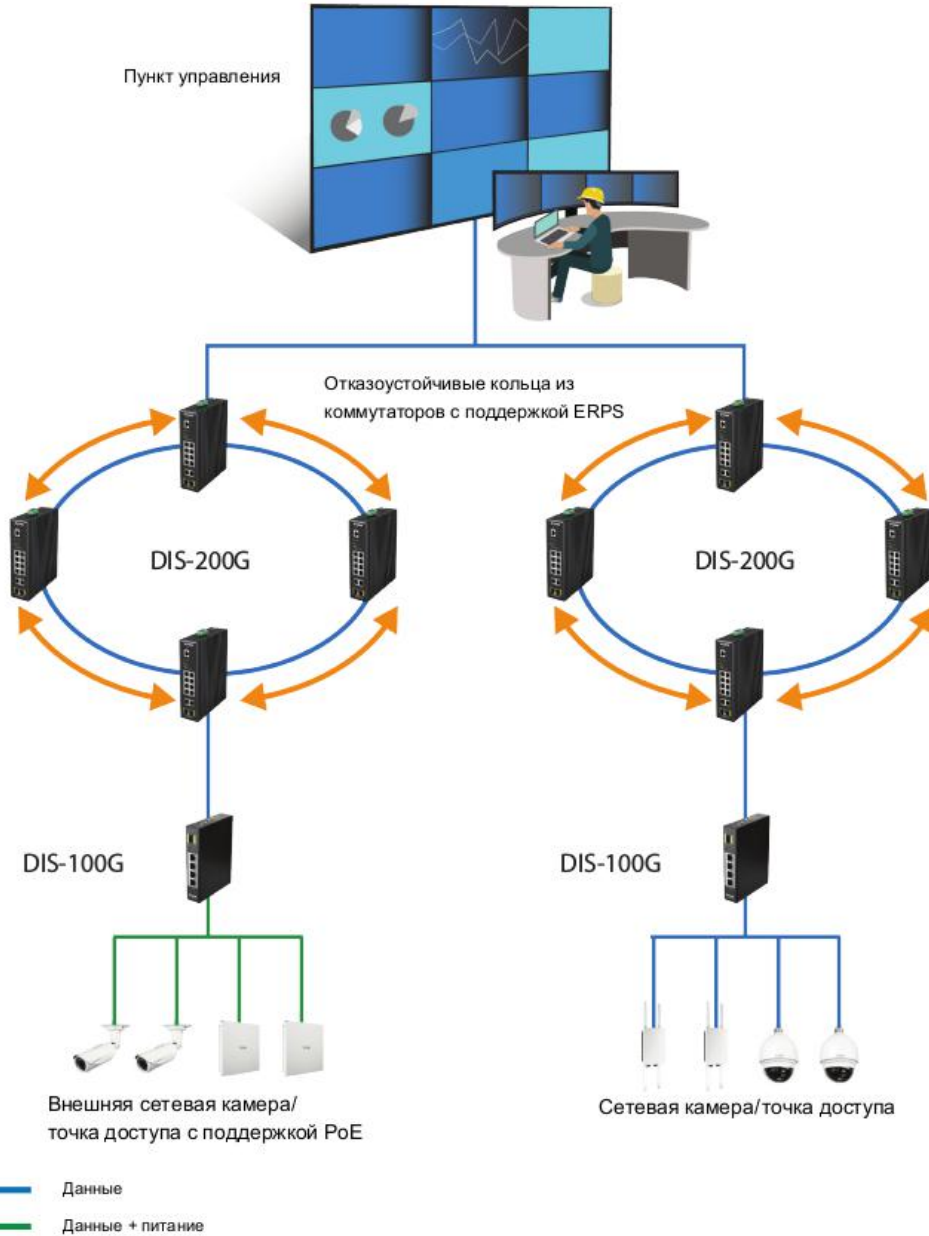 Пункт управления
Отказоустойчивые кольца из
коммутаторов с поддержкой ERPS
DIS-200G
DIS-200G
DIS-100G
DIS-100G
Внешняя сетевая камера/
точка доступа с поддержкой PoE
Сетевая камера/точка доступа
Данные
Данные + питание